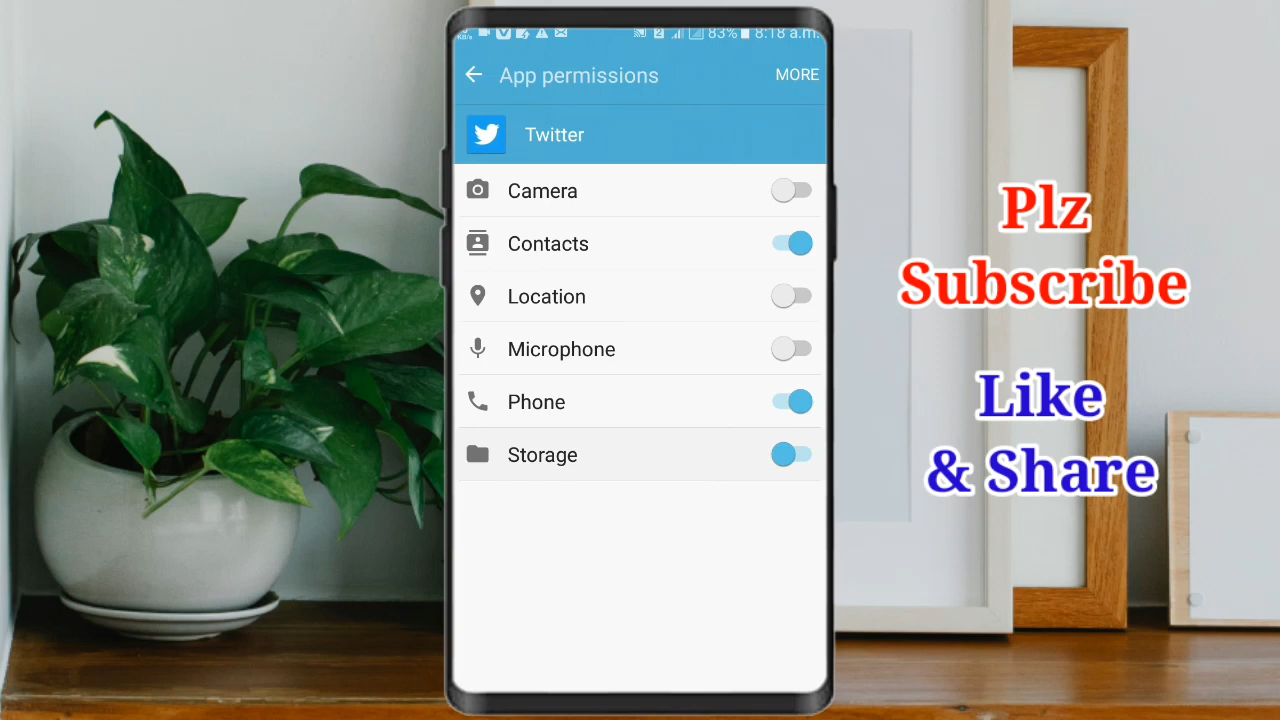 83% 8:18 a.m.
App permissions
MORE
Twitter
Camera
Contacts
Location
Microphone
Phone
Storage
Plz
Subscribe
Like
& Share